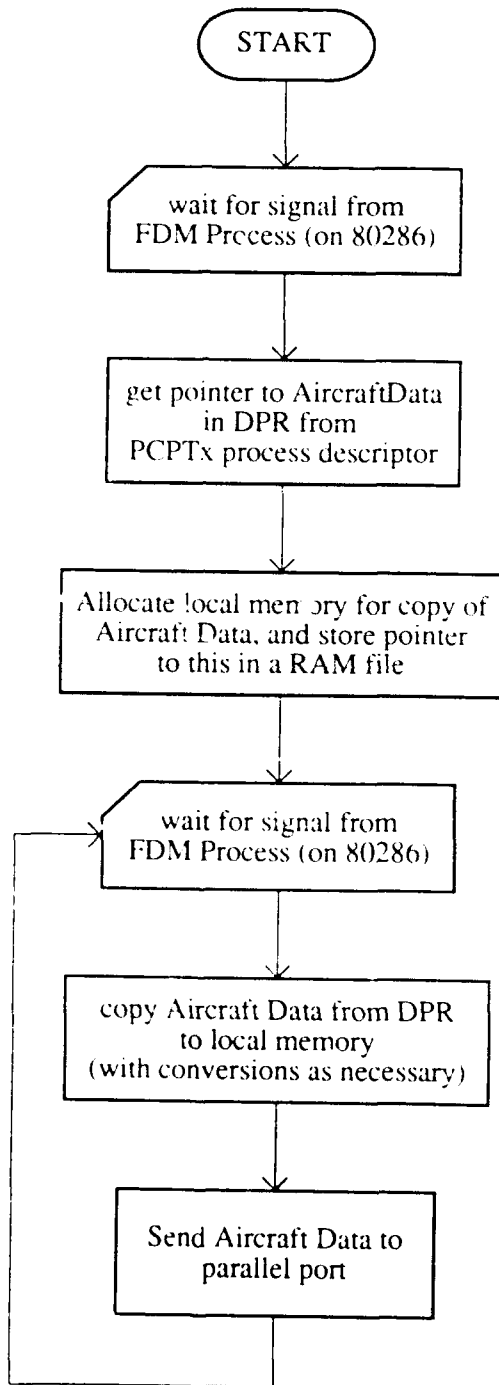 START
wait for signal from
FDM Process (on 80286)
get pointer to AircraftData
in DPR from
PCPTx process descriptor
Allocate local memory for copy of
Aircraft Data, and store pointer
to this in a RAM file
wait for signal from
FDM Process (on 80286)
copy Aircraft Data from DPR
to local memory
(with conversions as necessary)
Send Aircraft Data to
parallel port